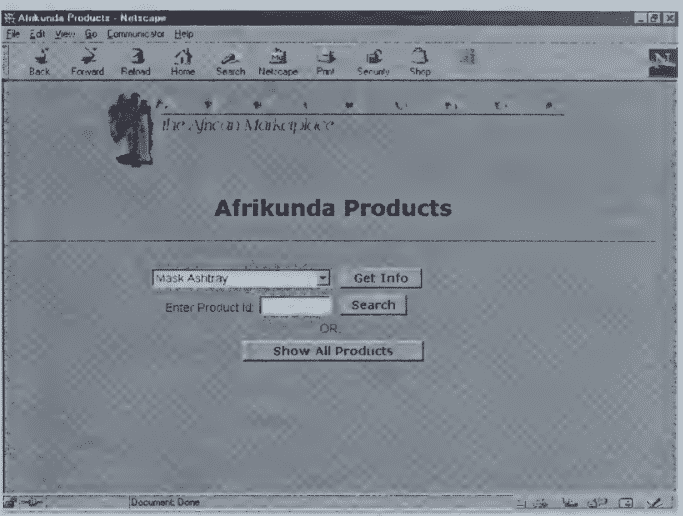 Afrikunda Products - Netscape
File Edit View Go Communicator Help
Back Forward Reload Home Search Netscape Print Security Shop
N
the African Marketplace
Afrikunda Products
Mask Ashtray Get Info
Enter Product Id: Search
OR
Show All Products
Document: Done